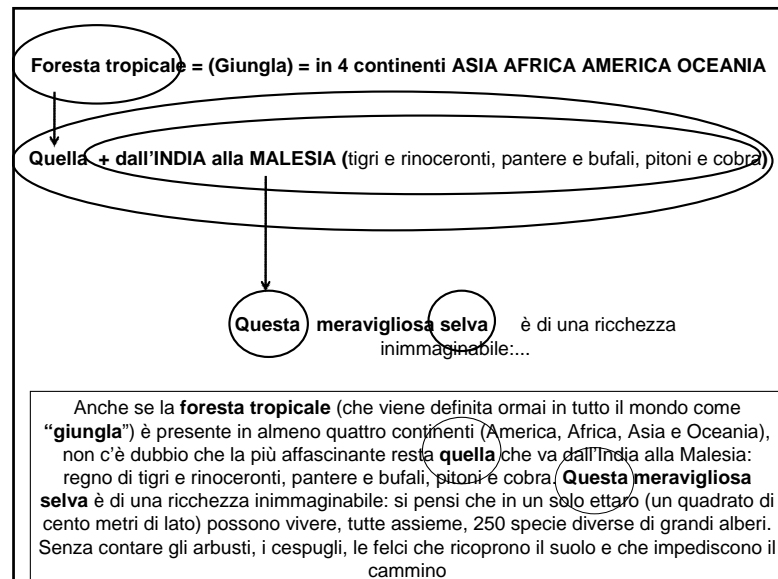 Foresta tropicale = (Giungla) = in 4 continenti ASIA AFRICA AMERICA OCEANIA
Quella + dall'INDIA alla MALESIA (tigri e rinoceronti, pantere e bufali, pitoni e cobra)
Questa meravigliosa selva è di una ricchezza
inimmaginabile:...
Anche se la foresta tropicale (che viene definita ormai in tutto il mondo come
“giungla”) è presente in almeno quattro continenti (America, Africa, Asia e Oceania),
non c’è dubbio che la più affascinante resta quella che va dall’India alla Malesia:
regno di tigri e rinoceronti, pantere e bufali, pitoni e cobra. Questa meravigliosa
selva è di una ricchezza inimmaginabile: si pensi che in un solo ettaro (un quadrato di
cento metri di lato) possono vivere, tutte assieme, 250 specie diverse di grandi alberi.
Senza contare gli arbusti, i cespugli, le felci che ricoprono il suolo e che impediscono il
cammino